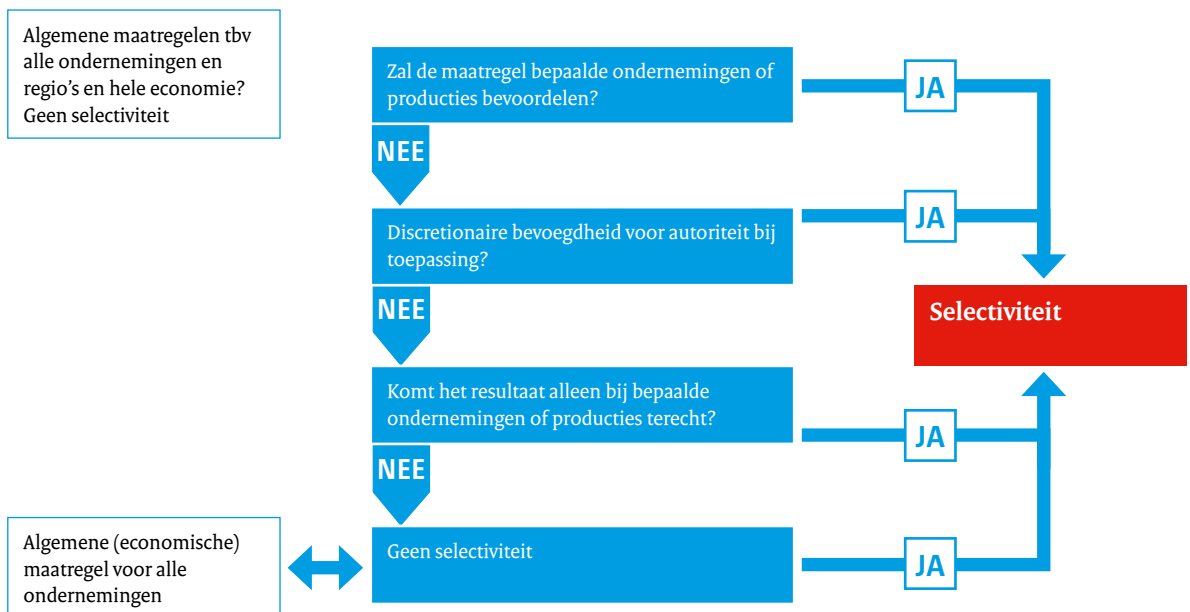 Algemene maatregelen tbv
alle ondernemingen en
regio's en hele economie?
Geen selectiviteit
Zal de maatregel bepaalde ondernemingen of
producties bevoordelen?
JA
NEE
Discretionaire bevoegdheid voor autoriteit bij
toepassing?
JA
NEE
Selectiviteit
Komt het resultaat alleen bij bepaalde
ondernemingen of producties terecht?
JA
NEE
Algemene (economische)
maatregel voor alle
ondernemingen
Geen selectiviteit
JA